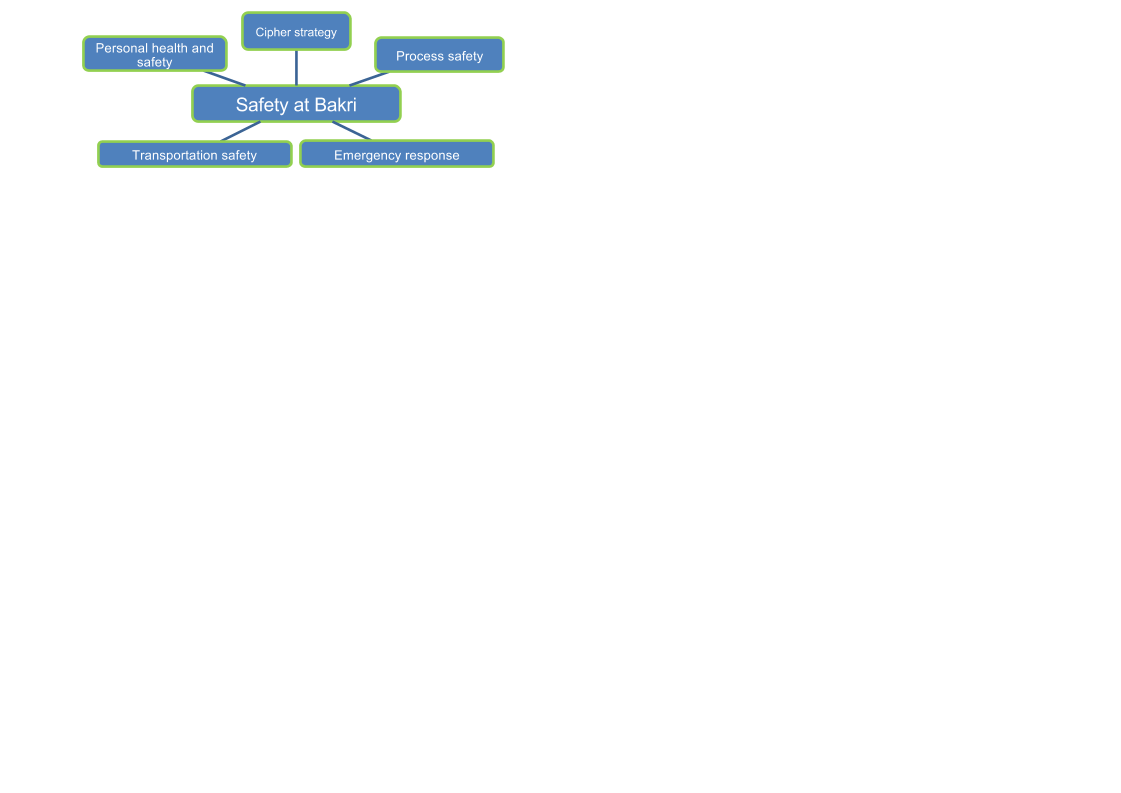 Cipher strategy
Personal health and
safety
Process safety
Safety at Bakri
Transportation safety
Emergency response